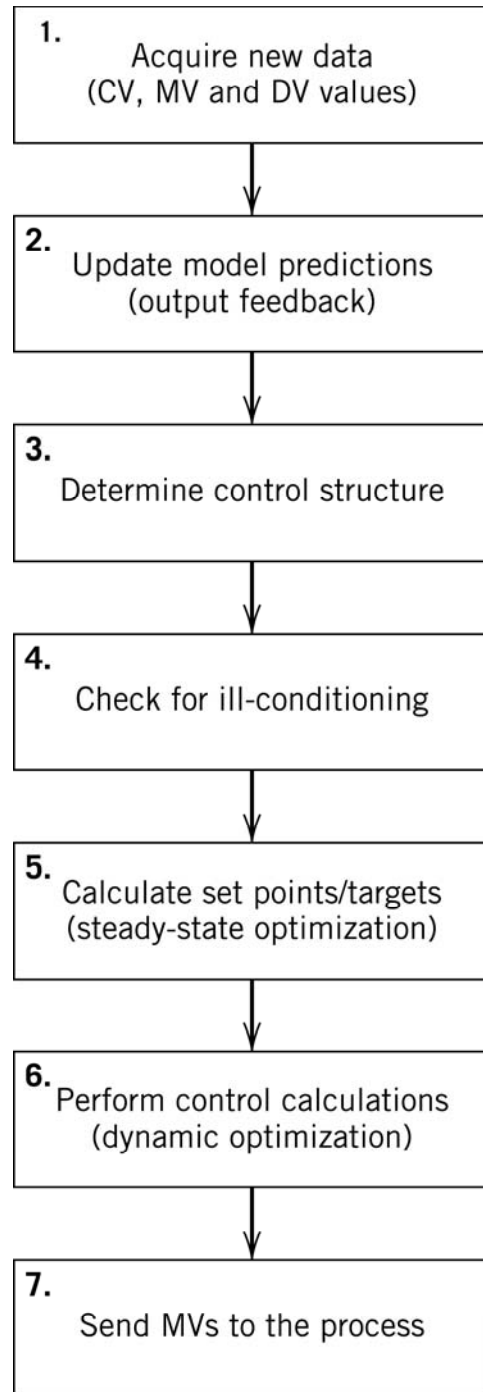 1.
Acquire new data
(CV, MV and DV values)
2.
Update model predictions
(output feedback)
3.
Determine control structure
4.
Check for ill-conditioning
5.
Calculate set points/targets
(steady-state optimization)
6.
Perform control calculations
(dynamic optimization)
7.
Send MVs to the process